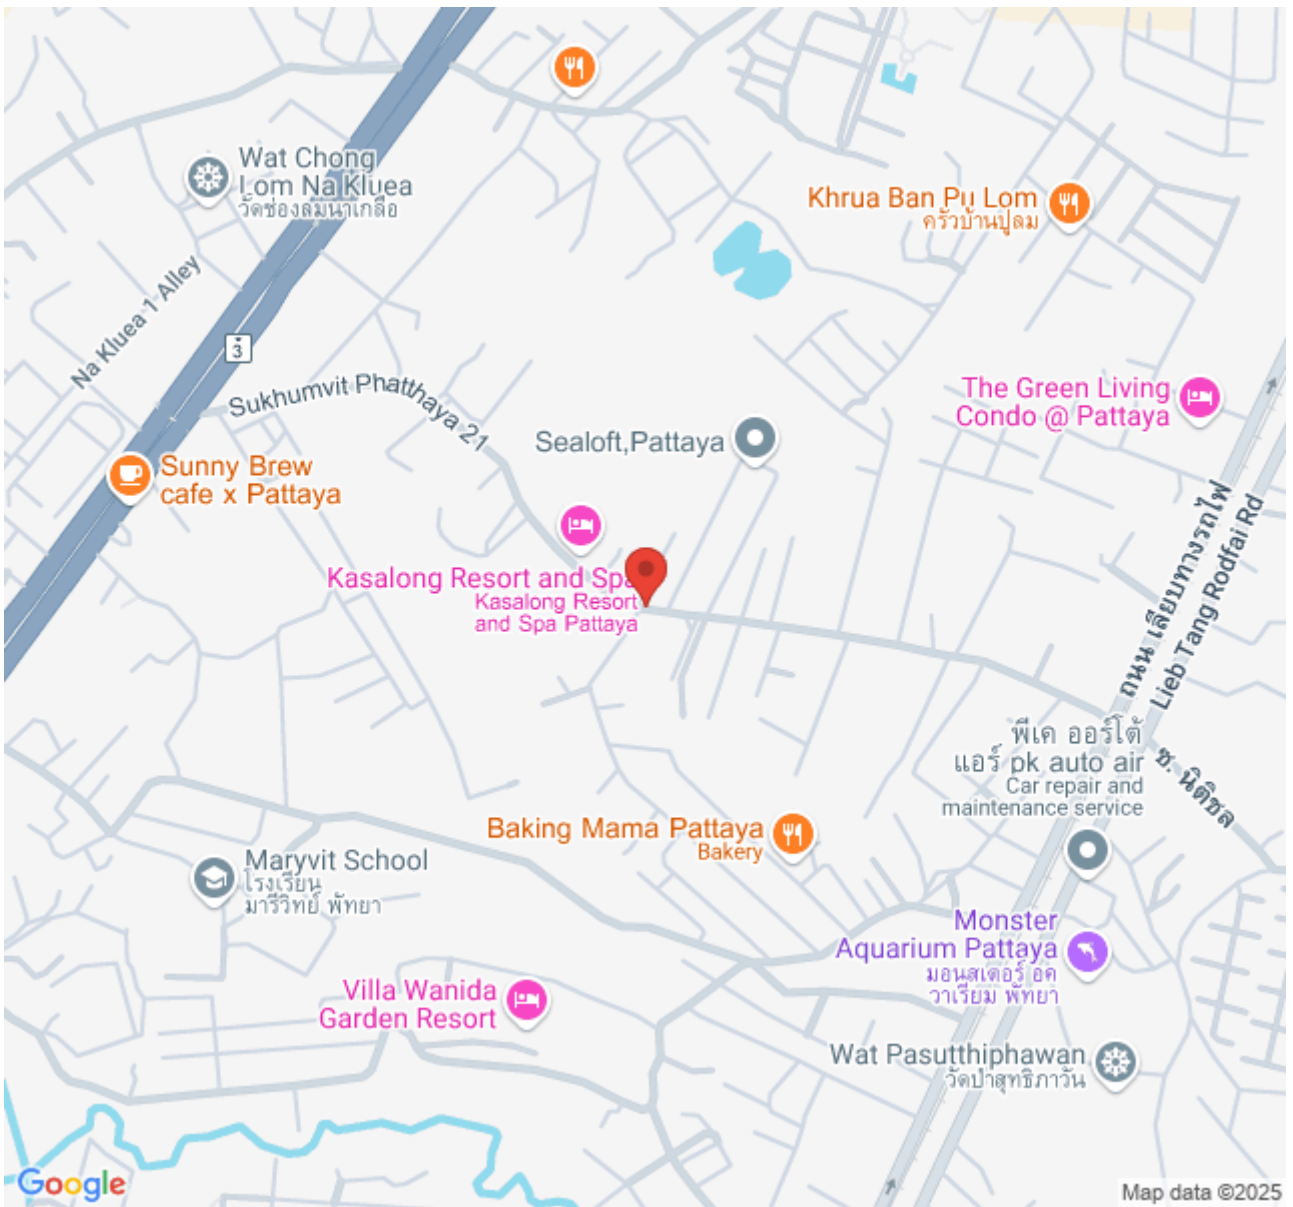 Wat Chong
Lom Na Kluea
วัดช่องลมนาเกลือ
Khrua Ban Pu Lom
ครัวบ้านปูลม
Na Kluea 1 Alley
3
Sukhumvit Phatthaya 21
The Green Living
Condo @ Pattaya
Sealoft,Pattaya
Sunny Brew
cafe x Pattaya
Kasalong Resort and Spa
Kasalong Resort
and Spa Pattaya
ถนน เลียบทางรถไฟ
Lieb Tang Rodfai Rd
พีเค ออร์โต้
แอร์ pk auto air
Car repair and
maintenance service
ซ. นิติชล
Baking Mama Pattaya
Bakery
Maryvit School
โรงเรียน
มารีวิทย์ พัทยา
Monster
Aquarium Pattaya
มอนสเตอร์ อค
วาเรียม พัทยา
Villa Wanida
Garden Resort
Wat Pasutthiphawan
วัดป่าสุทธิภาวัน
Google
Map data ©2025